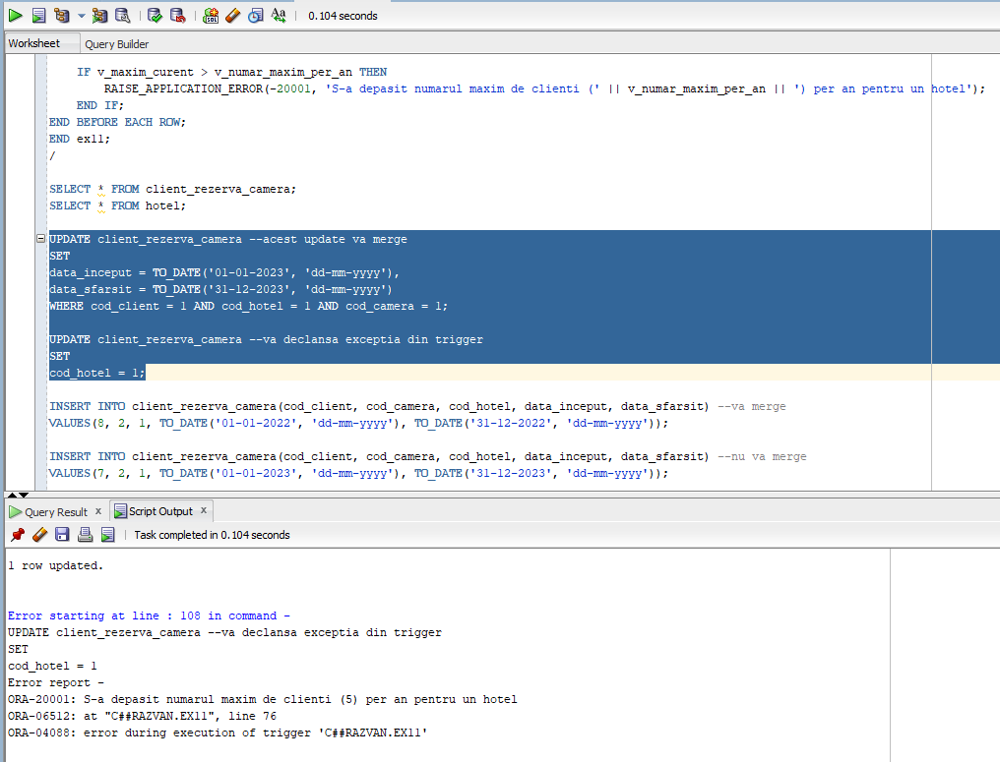 0.104 seconds
Worksheet Query Builder
IF v_maxim_curent > v_numar_maxim_per_an THEN
RAISE_APPLICATION_ERROR(-20001, 'S-a depasit numarul maxim de clienti (' || v_numar_maxim_per_an || ') per an pentru un hotel');
END IF;
END BEFORE EACH ROW;
END ex11;
/
SELECT * FROM client_rezerva_camera;
SELECT * FROM hotel;
UPDATE client_rezerva_camera --acest update va merge
SET
data_inceput = TO_DATE('01-01-2023', 'dd-mm-yyyy'),
data_sfarsit = TO_DATE('31-12-2023', 'dd-mm-yyyy')
WHERE cod_client = 1 AND cod_hotel = 1 AND cod_camera = 1;
UPDATE client_rezerva_camera --va declansa exceptia din trigger
SET
cod_hotel = 1;
INSERT INTO client_rezerva_camera(cod_client, cod_camera, cod_hotel, data_inceput, data_sfarsit) --va merge
VALUES(8, 2, 1, TO_DATE('01-01-2022', 'dd-mm-yyyy'), TO_DATE('31-12-2022', 'dd-mm-yyyy'));
INSERT INTO client_rezerva_camera(cod_client, cod_camera, cod_hotel, data_inceput, data_sfarsit) --nu va merge
VALUES(7, 2, 1, TO_DATE('01-01-2023', 'dd-mm-yyyy'), TO_DATE('31-12-2023', 'dd-mm-yyyy'));
Query Result x Script Output x
Task completed in 0.104 seconds
1 row updated.
Error starting at line : 108 in command -
UPDATE client_rezerva_camera --va declansa exceptia din trigger
SET
cod_hotel = 1
Error report -
ORA-20001: S-a depasit numarul maxim de clienti (5) per an pentru un hotel
ORA-06512: at "C##RAZVAN.EX11", line 76
ORA-04088: error during execution of trigger 'C##RAZVAN.EX11'